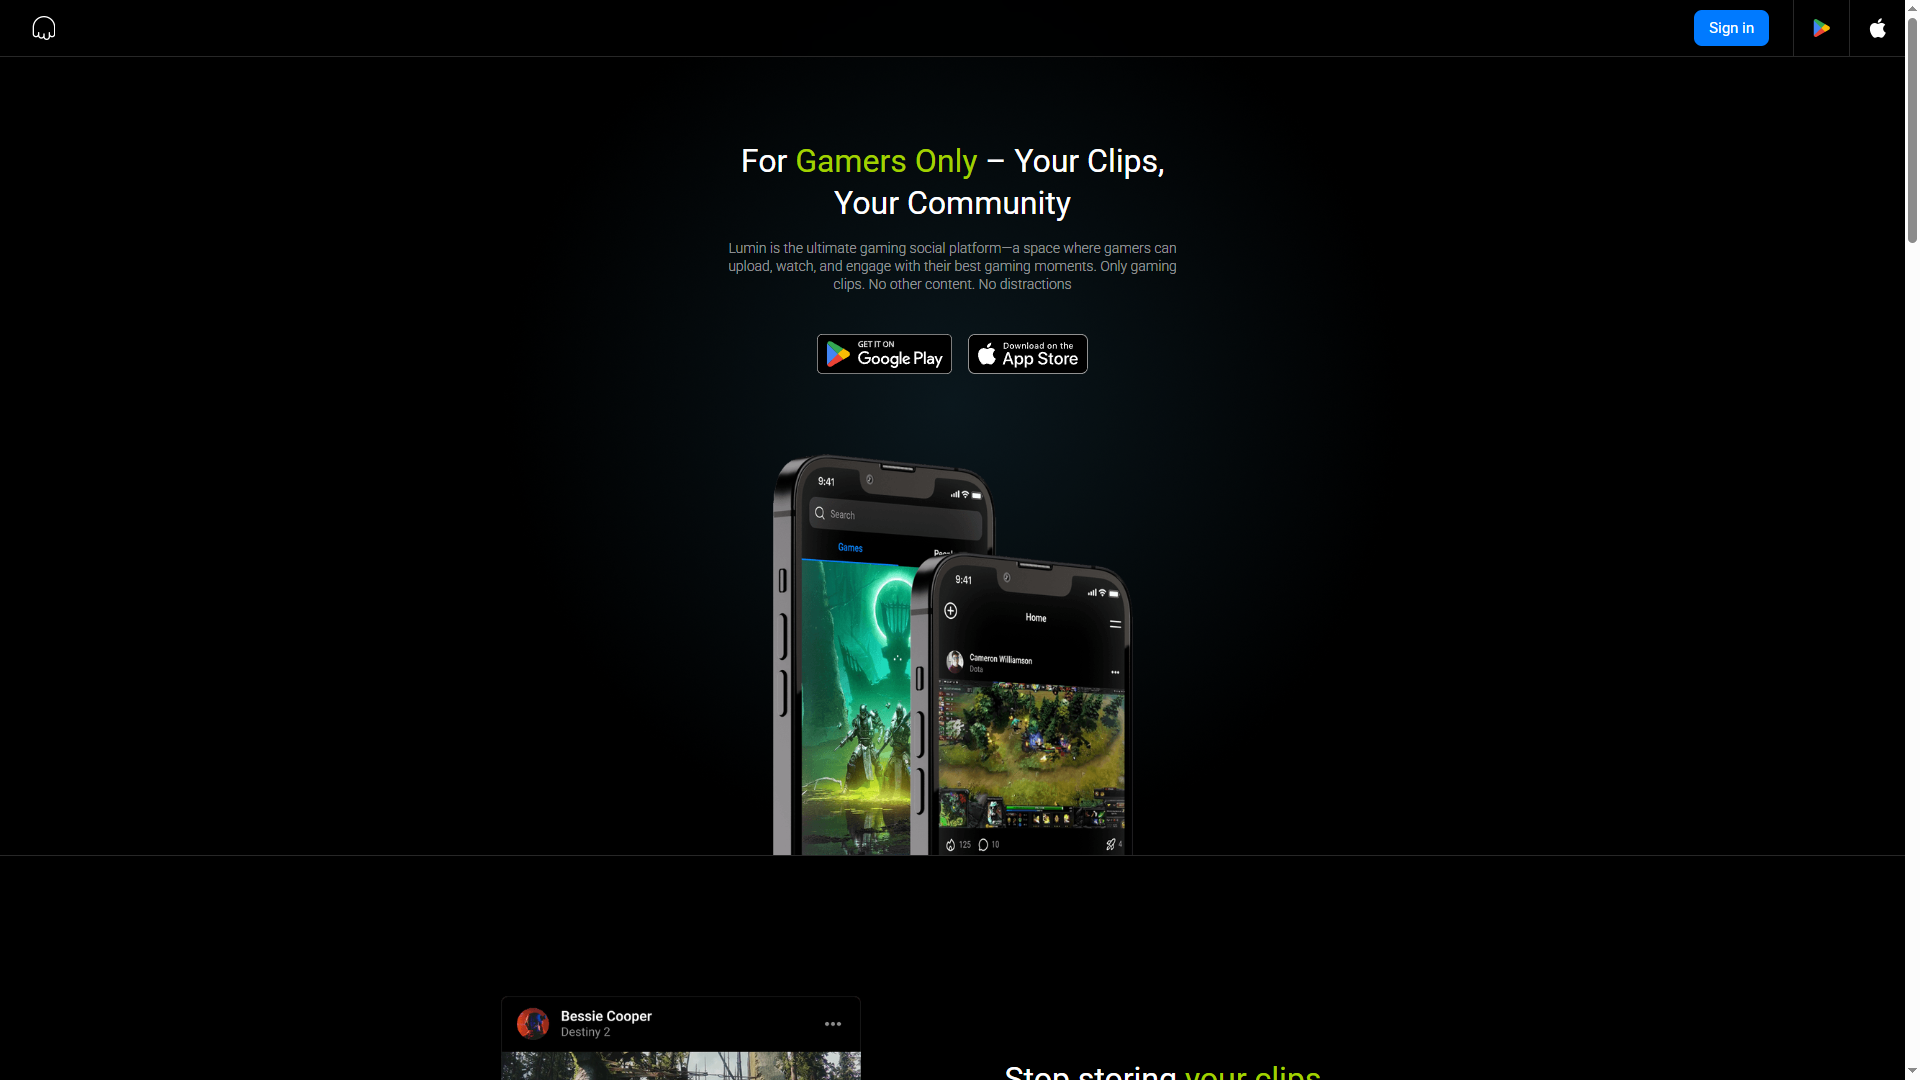 Sign in
For Gamers Only – Your Clips,
Your Community
Lumin is the ultimate gaming social platform—a space where gamers can
upload, watch, and engage with their best gaming moments. Only gaming
clips. No other content. No distractions
GET IT ON
Google Play
Download on the
App Store
9:41
Search
Games
9:41
Home
Cameron Williamson
Dota
125
10
4
Bessie Cooper
Destiny 2
Stop storing your clips